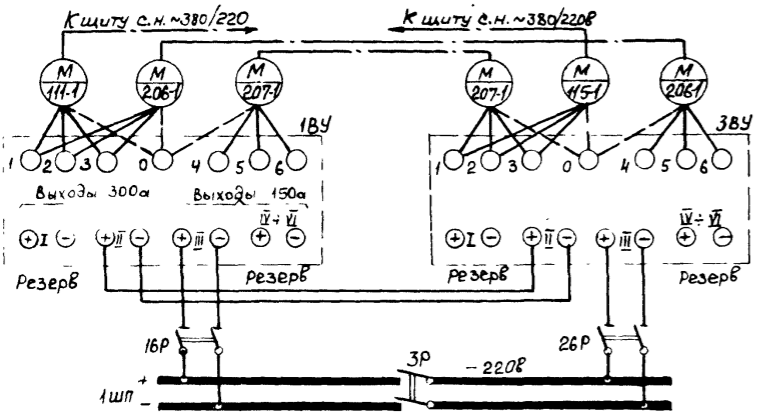 К щиту с.н. ~380/220
К щиту с.н. ~380/220в
М 111-1
М 206-1
М 207-1
М 207-1
М 115-1
М 206-1
1ВУ
3ВУ
1 2 3 0 4 5 6
1 2 3 0 4 5 6
Выходы 300а
Выходы 150а
+ I −
+ II −
+ III −
IV ÷ VI
+ −
+ I −
+ II −
+ III −
IV ÷ VI
+ −
Резерв
Резерв
Резерв
Резерв
1бР
2бР
3Р
− 220в
+
1шп
−